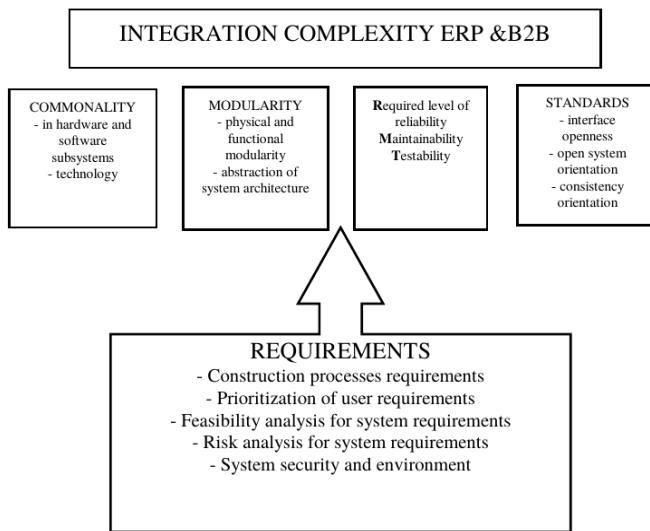 INTEGRATION COMPLEXITY ERP &B2B
COMMONALITY
- in hardware and
software
subsystems
- technology
MODULARITY
- physical and
functional
modularity
- abstraction of
system architecture
Required level of
reliability
Maintainability
Testability
STANDARDS
- interface
openness
- open system
orientation
- consistency
orientation
REQUIREMENTS
- Construction processes requirements
- Prioritization of user requirements
- Feasibility analysis for system requirements
- Risk analysis for system requirements
- System security and environment